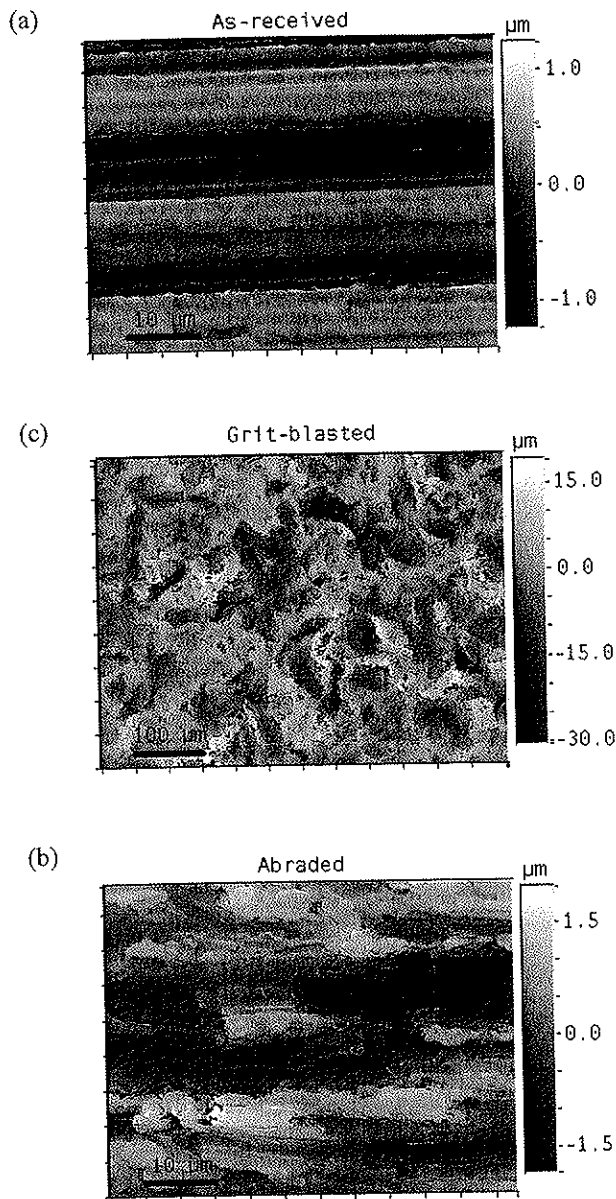 (a)
As-received
µm
1.0
0.0
-1.0
10 µm
(c)
Grit-blasted
µm
15.0
0.0
-15.0
-30.0
100 µm
(b)
Abraded
µm
1.5
0.0
-1.5
10 µm